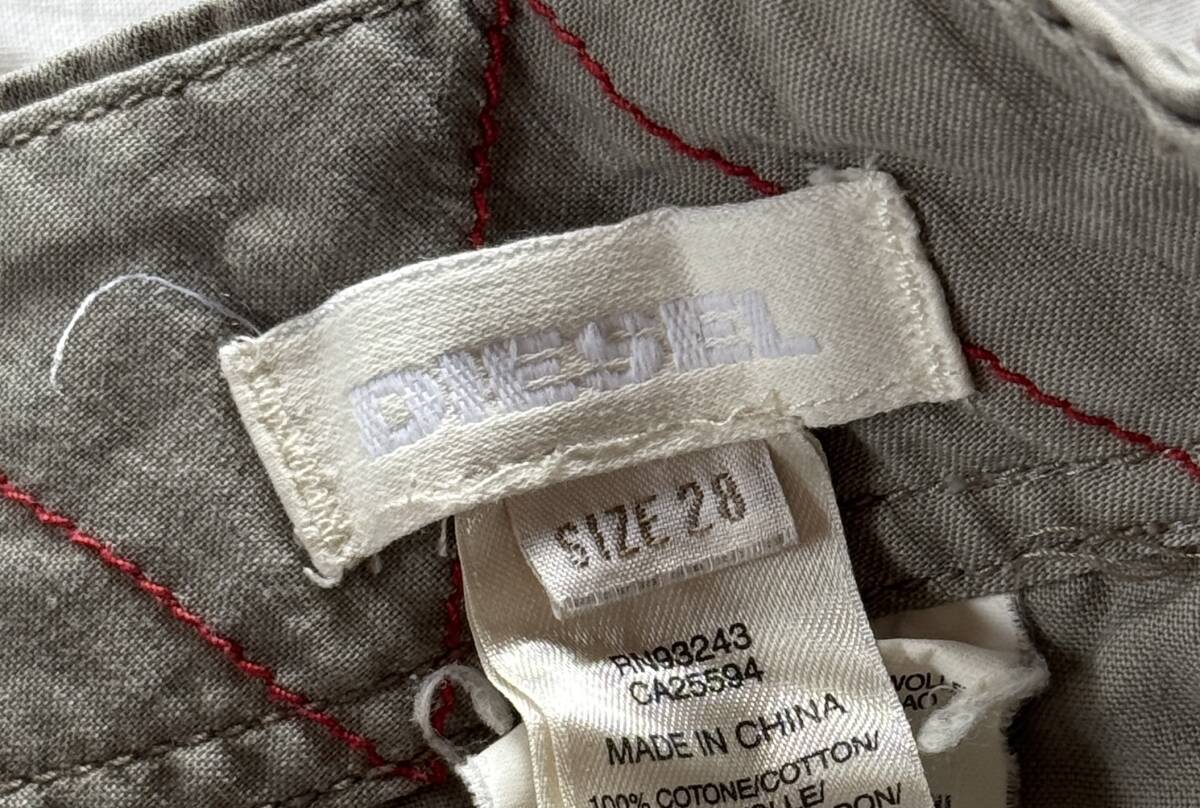 DIESEL
SIZE 28
RN93243
CA25594
MADE IN CHINA
100% COTONE/COTTON/